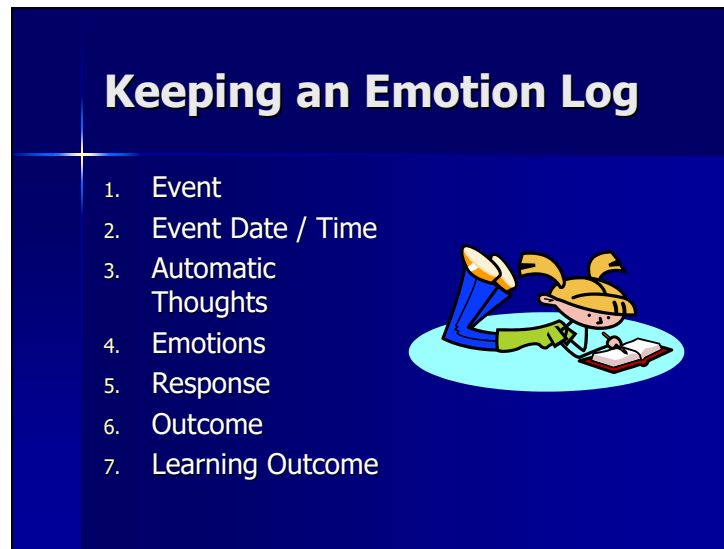 Keeping an Emotion Log
1. Event
2. Event Date / Time
3. Automatic
Thoughts
4. Emotions
5. Response
6. Outcome
7. Learning Outcome